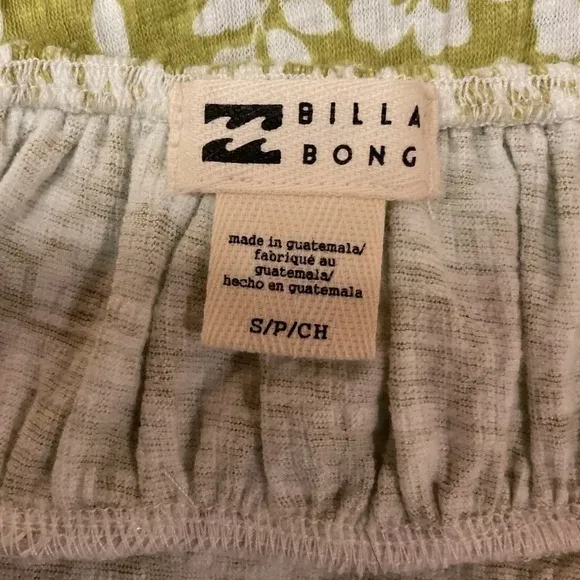 BILLA
BONG
made in guatemala/
fabriqué au
guatemala/
hecho en guatemala
S/P/CH